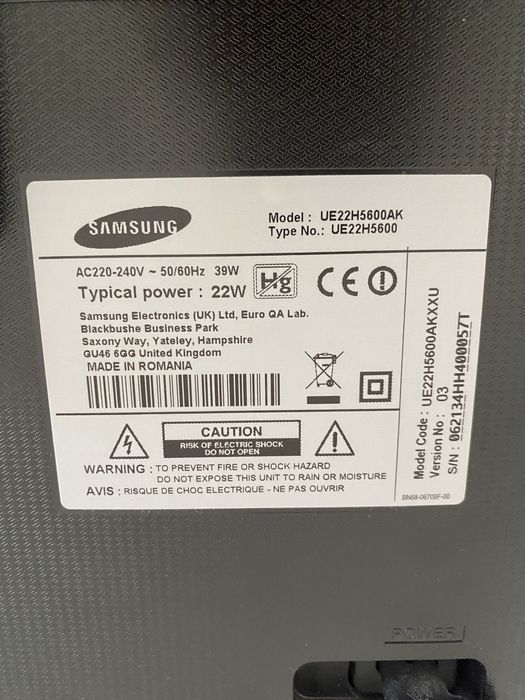 SAMSUNG
Model : UE22H5600AK
Type No.: UE22H5600
AC220-240V ~ 50/60Hz 39W
Typical power : 22W
Hg
CE
Samsung Electronics (UK) Ltd, Euro QA Lab.
Blackbushe Business Park
Saxony Way, Yateley, Hampshire
GU46 6GG United Kingdom
MADE IN ROMANIA
CAUTION
RISK OF ELECTRIC SHOCK
DO NOT OPEN
WARNING : TO PREVENT FIRE OR SHOCK HAZARD
DO NOT EXPOSE THIS UNIT TO RAIN OR MOISTURE
AVIS : RISQUE DE CHOC ELECTRIQUE - NE PAS OUVRIR
Model Code : UE22H5600AKXXU
Version No : 03
S/N : 062134HH400057T
BN68-06706F-00
POWER